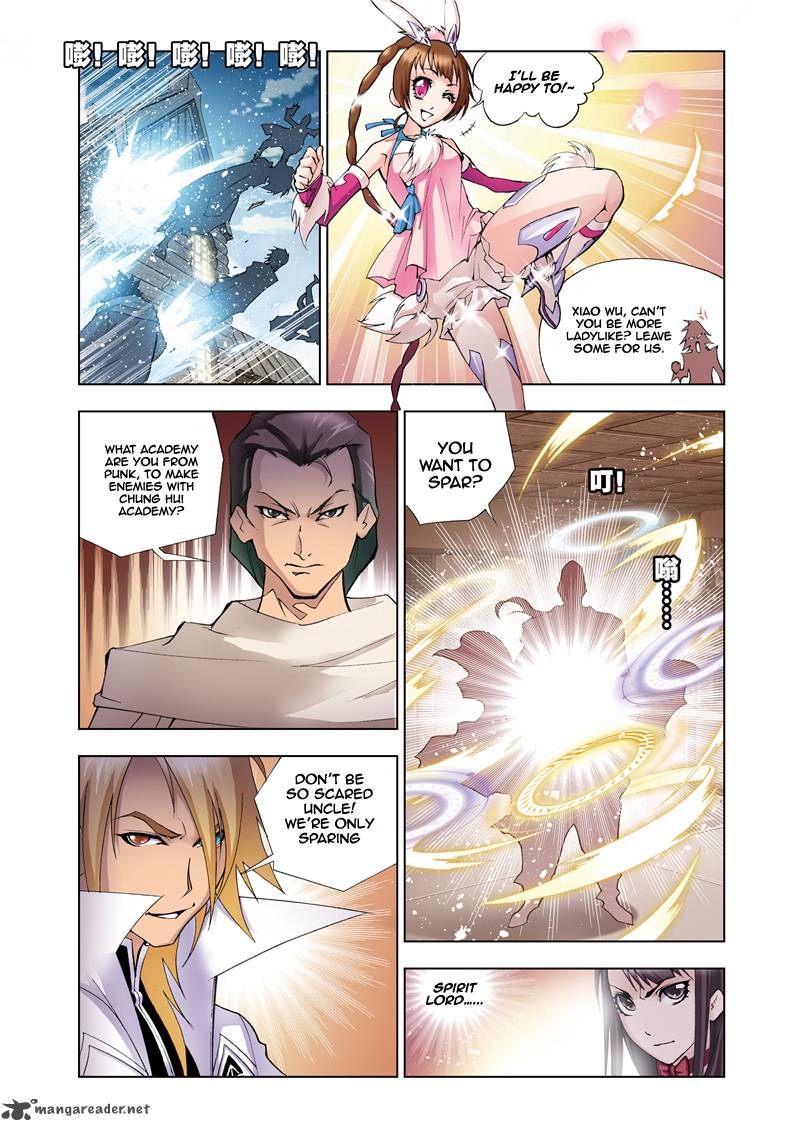 嘭! 嘭! 嘭! 嘭! 嘭!
I'LL BE
HAPPY TO!~
XIAO WU, CAN'T
YOU BE MORE
LADYLIKE? LEAVE
SOME FOR US.
WHAT ACADEMY
ARE YOU FROM
PUNK, TO MAKE
ENEMIES WITH
CHUNG HUI
ACADEMY?
YOU
WANT TO
SPAR?
叮!
嗡……
DON'T BE
SO SCARED
UNCLE!
WE'RE ONLY
SPARING
SPIRIT
LORD......
mangareader.net